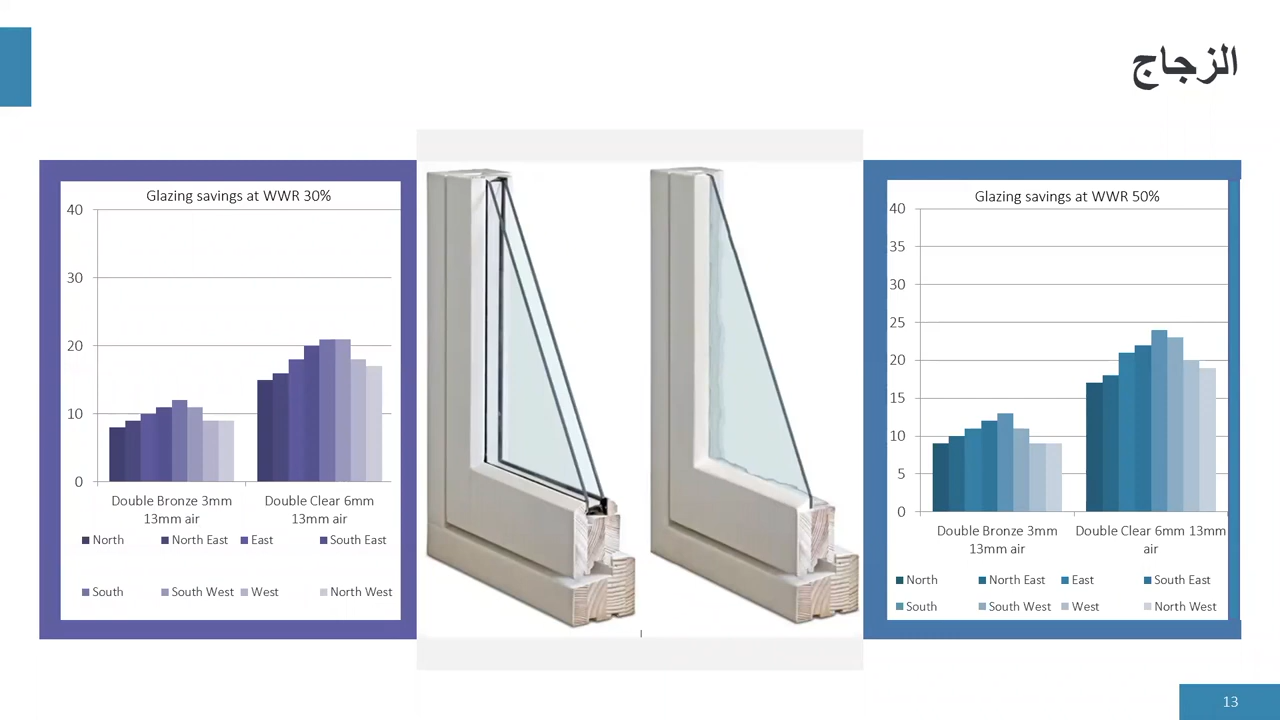 الزجاج
Glazing savings at WWR 30%
40
30
20
10
0
Double Bronze 3mm
13mm air
Double Clear 6mm
13mm air
North
North East
East
South East
South
South West
West
North West
Glazing savings at WWR 50%
40
35
30
25
20
15
10
5
0
Double Bronze 3mm
13mm air
Double Clear 6mm 13mm
air
North
North East
East
South East
South
South West
West
North West
13